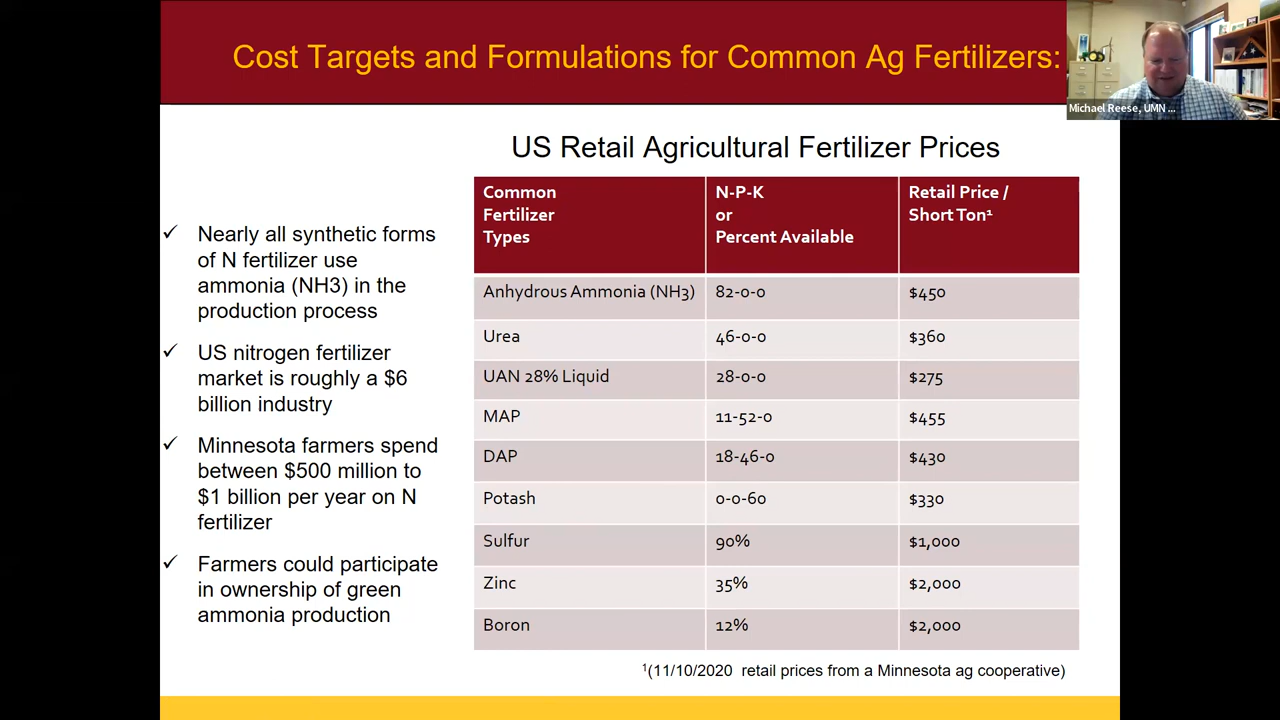 Cost Targets and Formulations for Common Ag Fertilizers:
Michael Reese, UMN ...
US Retail Agricultural Fertilizer Prices
✓ Nearly all synthetic forms
of N fertilizer use
ammonia (NH3) in the
production process
✓ US nitrogen fertilizer
market is roughly a $6
billion industry
✓ Minnesota farmers spend
between $500 million to
$1 billion per year on N
fertilizer
✓ Farmers could participate
in ownership of green
ammonia production
Common
Fertilizer
Types
N-P-K
or
Percent Available
Retail Price /
Short Ton¹
Anhydrous Ammonia (NH3) 82-0-0 $450
Urea 46-0-0 $360
UAN 28% Liquid 28-0-0 $275
MAP 11-52-0 $455
DAP 18-46-0 $430
Potash 0-0-60 $330
Sulfur 90% $1,000
Zinc 35% $2,000
Boron 12% $2,000
¹(11/10/2020 retail prices from a Minnesota ag cooperative)